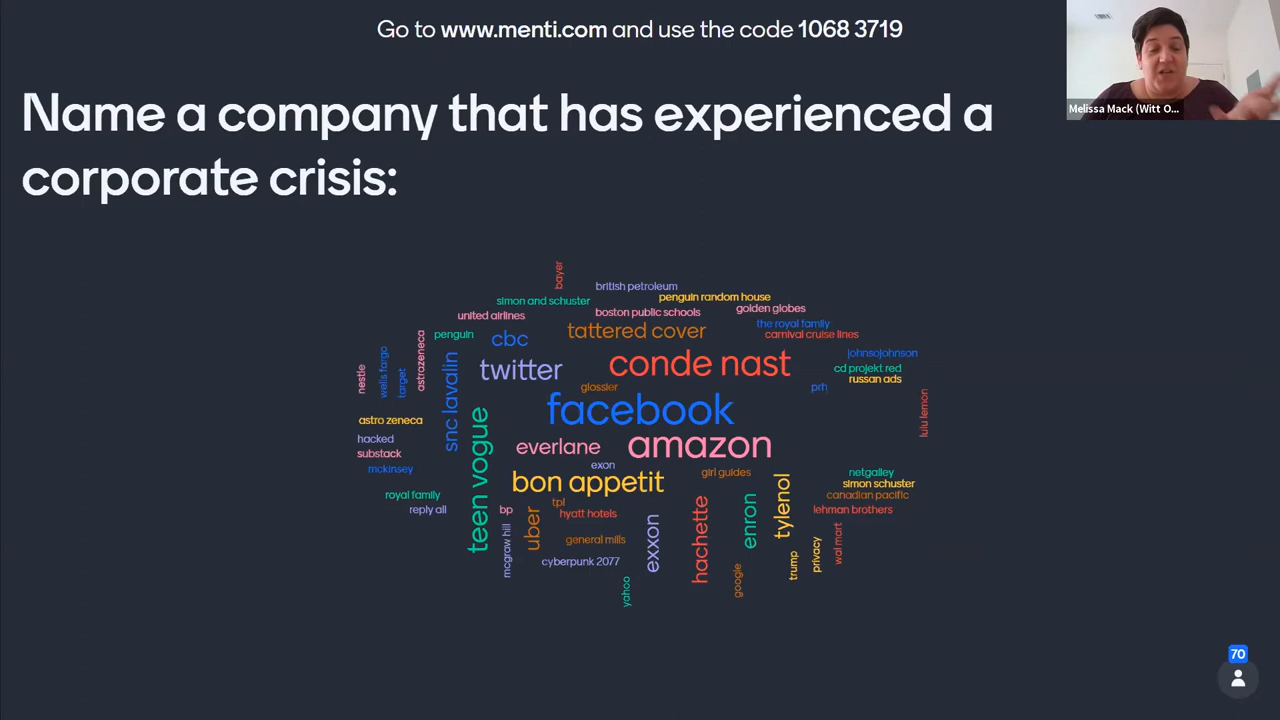 Go to www.menti.com and use the code 1068 3719
Melissa Mack (Witt O...
Name a company that has experienced a
corporate crisis:
bayer
british petroleum
simon and schuster
penguin random house
united airlines
boston public schools
golden globes
penguin
cbc
tattered cover
the royal family
carnival cruise lines
nestle
wells fargo
target
astrazeneca
snc lavalin
twitter
conde nast
johnsojohnson
cd projekt red
russan ads
glossier
prh
facebook
lulu lemon
astro zeneca
hacked
substack
mckinsey
teen vogue
everlane
amazon
exon
girl guides
netgalley
simon schuster
canadian pacific
lehman brothers
bon appetit
royal family
reply all
bp
tpl
hyatt hotels
mcgraw hill
uber
general mills
cyberpunk 2077
exxon
hachette
enron
tylenol
yahoo
google
trump
privacy
wal mart
70